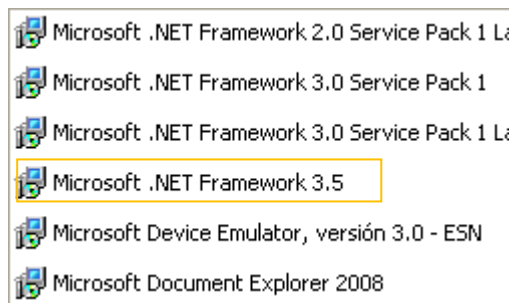 Microsoft .NET Framework 2.0 Service Pack 1 La
Microsoft .NET Framework 3.0 Service Pack 1
Microsoft .NET Framework 3.0 Service Pack 1 La
Microsoft .NET Framework 3.5
Microsoft Device Emulator, versión 3.0 - ESN
Microsoft Document Explorer 2008